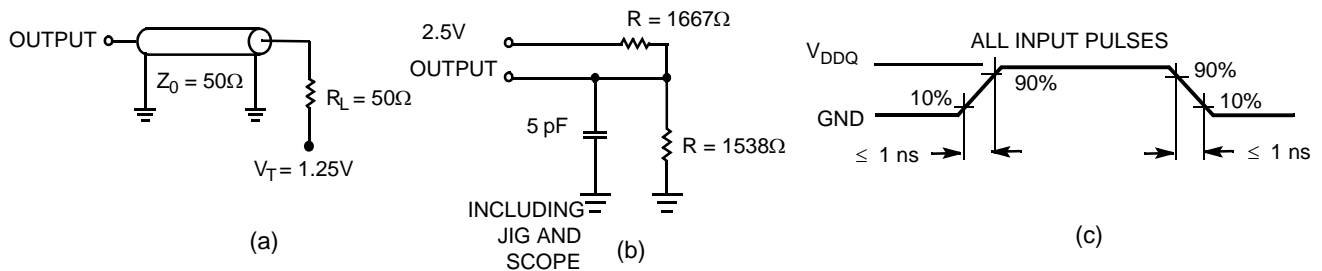 OUTPUT
Z0 = 50Ω
RL = 50Ω
VT = 1.25V
(a)
R = 1667Ω
2.5V
OUTPUT
5 pF
R = 1538Ω
INCLUDING
JIG AND
SCOPE
(b)
ALL INPUT PULSES
VDDQ
GND
10%
90%
90%
10%
≤ 1 ns
≤ 1 ns
(c)